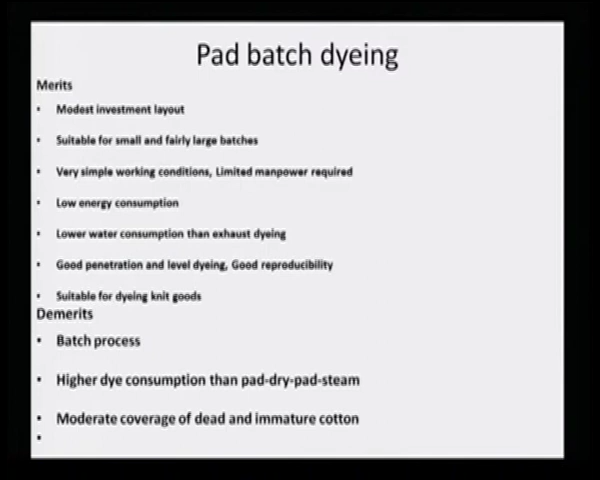 Pad batch dyeing
Merits
• Modest investment layout
• Suitable for small and fairly large batches
• Very simple working conditions, Limited manpower required
• Low energy consumption
• Lower water consumption than exhaust dyeing
• Good penetration and level dyeing, Good reproducibility
• Suitable for dyeing knit goods
Demerits
• Batch process
• Higher dye consumption than pad-dry-pad-steam
• Moderate coverage of dead and immature cotton
•